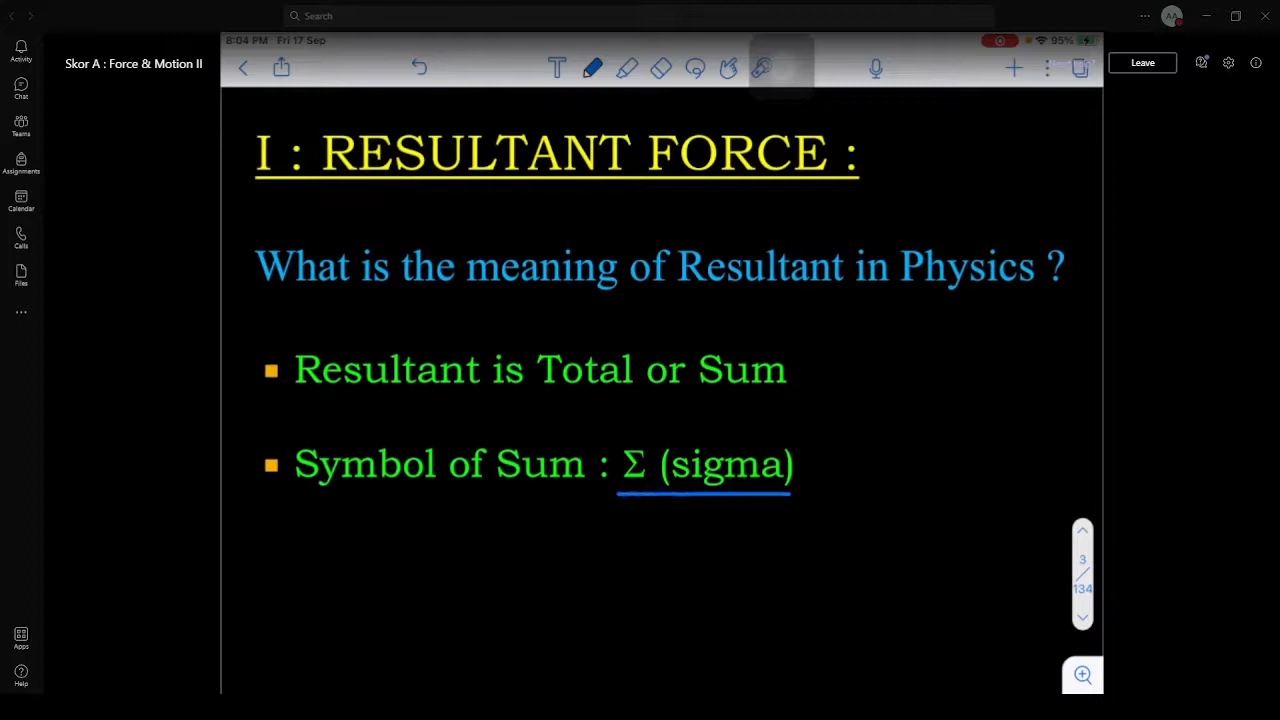 Search
AA
8:04 PM Fri 17 Sep
95%
Activity
Skor A : Force & Motion II
Leave
Chat
Teams
Assignments
Calendar
Calls
Files
I : RESULTANT FORCE :
What is the meaning of Resultant in Physics ?
Resultant is Total or Sum
Symbol of Sum : Σ (sigma)
3
134
Apps
Help